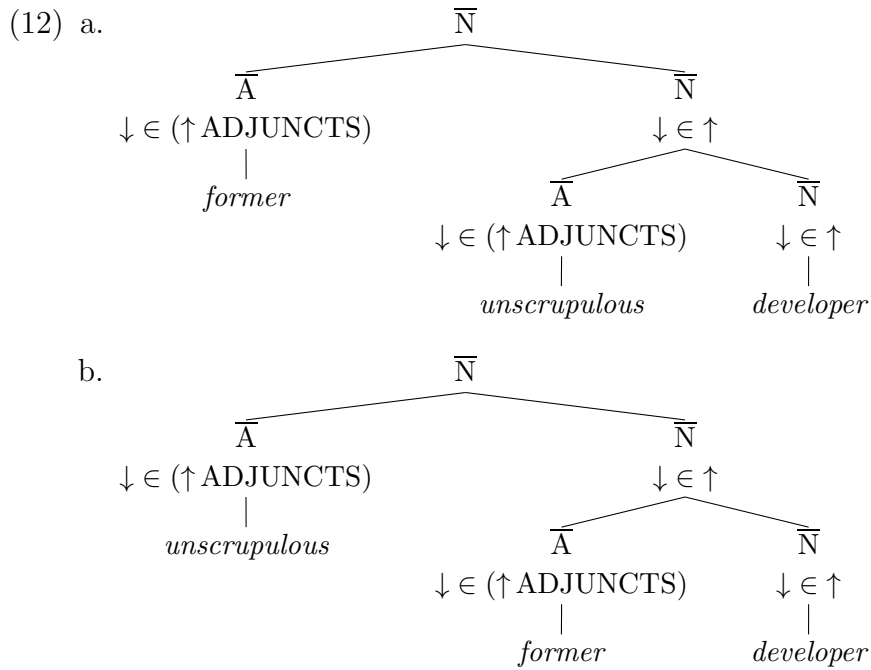 (12) a. N̅
A̅ N̅
↓ ∈ (↑ ADJUNCTS) ↓ ∈ ↑
former A̅ N̅
↓ ∈ (↑ ADJUNCTS) ↓ ∈ ↑
unscrupulous developer
b. N̅
A̅ N̅
↓ ∈ (↑ ADJUNCTS) ↓ ∈ ↑
unscrupulous A̅ N̅
↓ ∈ (↑ ADJUNCTS) ↓ ∈ ↑
former developer